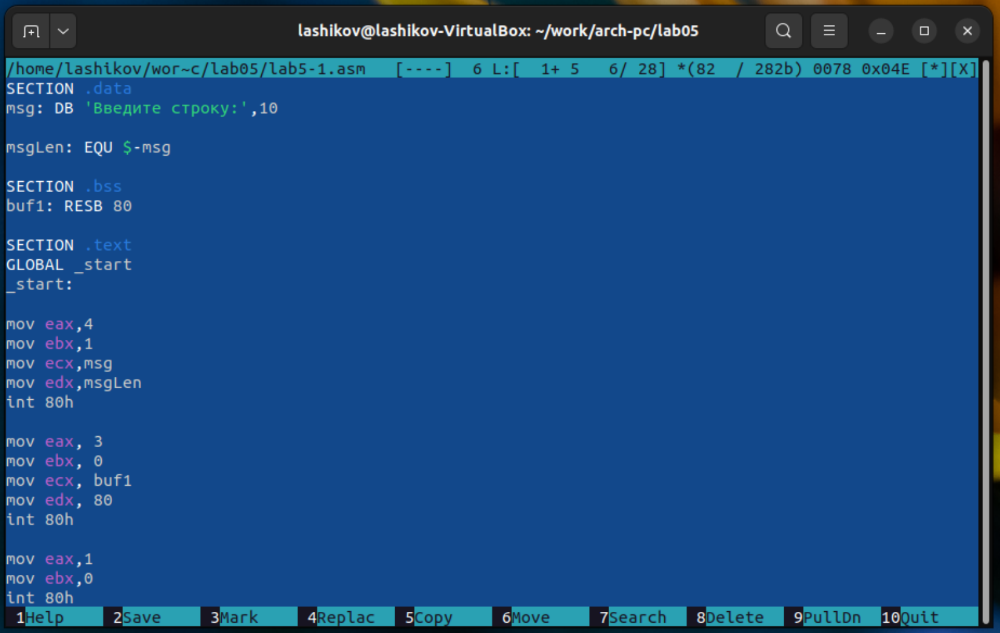 lashikov@lashikov-VirtualBox: ~/work/arch-pc/lab05
/home/lashikov/wor~c/lab05/lab5-1.asm   [----]  6 L:[  1+ 5   6/ 28] *(82  / 282b) 0078 0x04E [*][X]
SECTION .data
msg: DB 'Введите строку:',10
msgLen: EQU $-msg
SECTION .bss
buf1: RESB 80
SECTION .text
GLOBAL _start
_start:
mov eax,4
mov ebx,1
mov ecx,msg
mov edx,msgLen
int 80h
mov eax, 3
mov ebx, 0
mov ecx, buf1
mov edx, 80
int 80h
mov eax,1
mov ebx,0
int 80h
1Help 2Save 3Mark 4Replac 5Copy 6Move 7Search 8Delete 9PullDn 10Quit